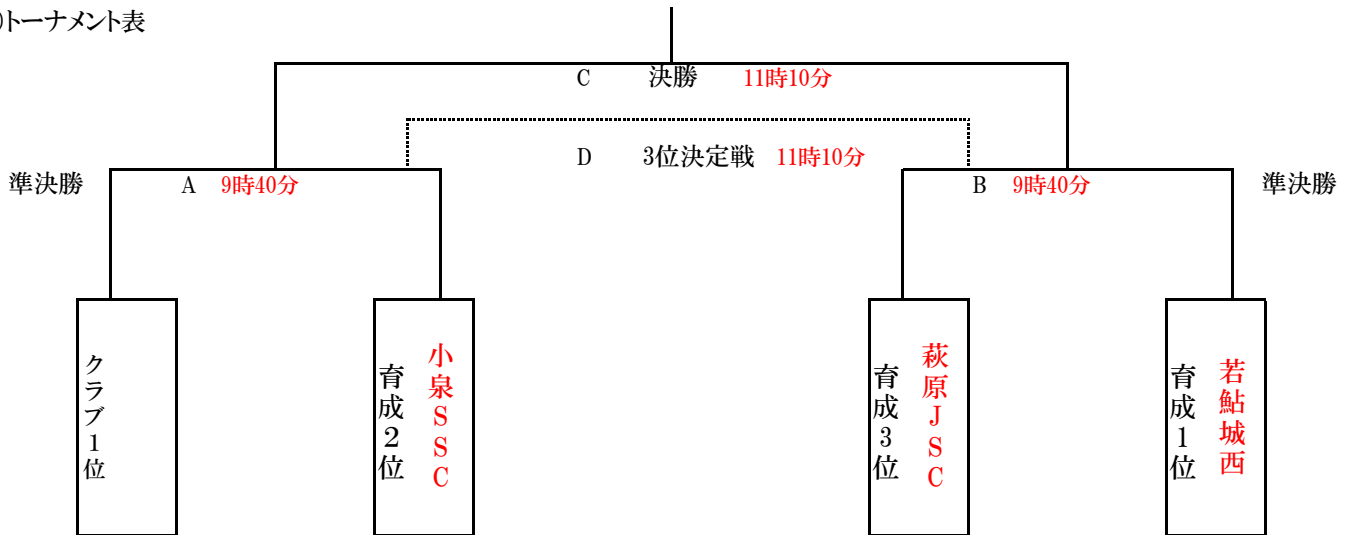 )トーナメント表
C 決勝 11時10分
D 3位決定戦 11時10分
準決勝 A 9時40分 B 9時40分 準決勝
クラブ1位
育成2位
小泉SSC
育成3位
萩原JSC
育成1位
若鮎城西